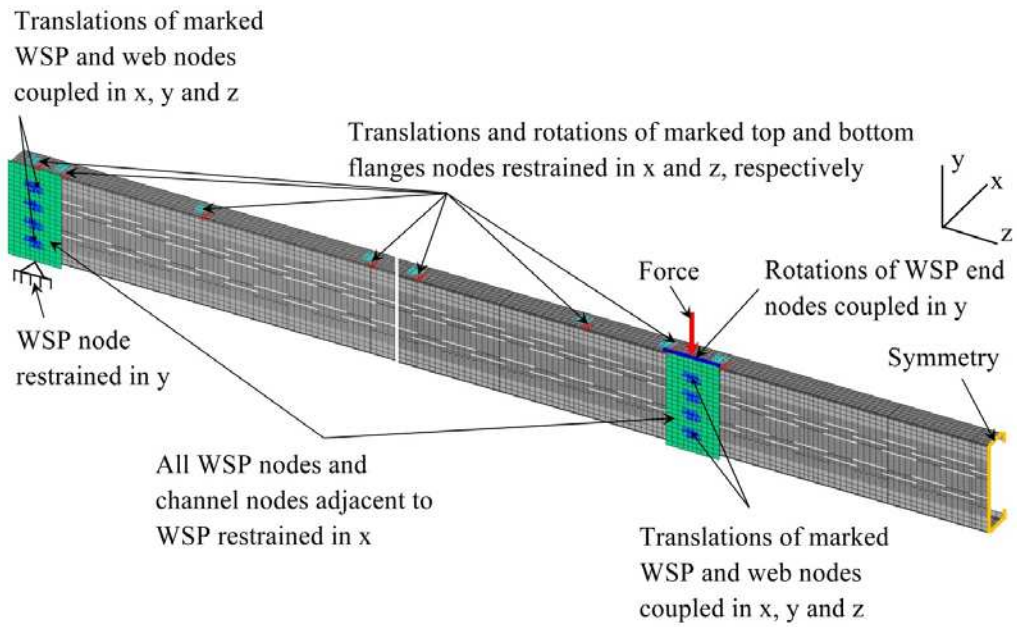 Translations of marked
WSP and web nodes
coupled in x, y and z
Translations and rotations of marked top and bottom
flanges nodes restrained in x and z, respectively
y
x
z
Force
Rotations of WSP end
nodes coupled in y
WSP node
restrained in y
Symmetry
All WSP nodes and
channel nodes adjacent to
WSP restrained in x
Translations of marked
WSP and web nodes
coupled in x, y and z